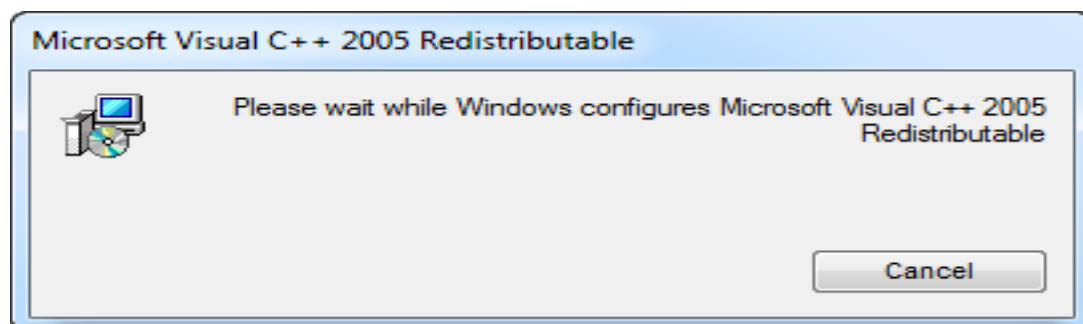 Microsoft Visual C++ 2005 Redistributable
Please wait while Windows configures Microsoft Visual C++ 2005
Redistributable
Cancel